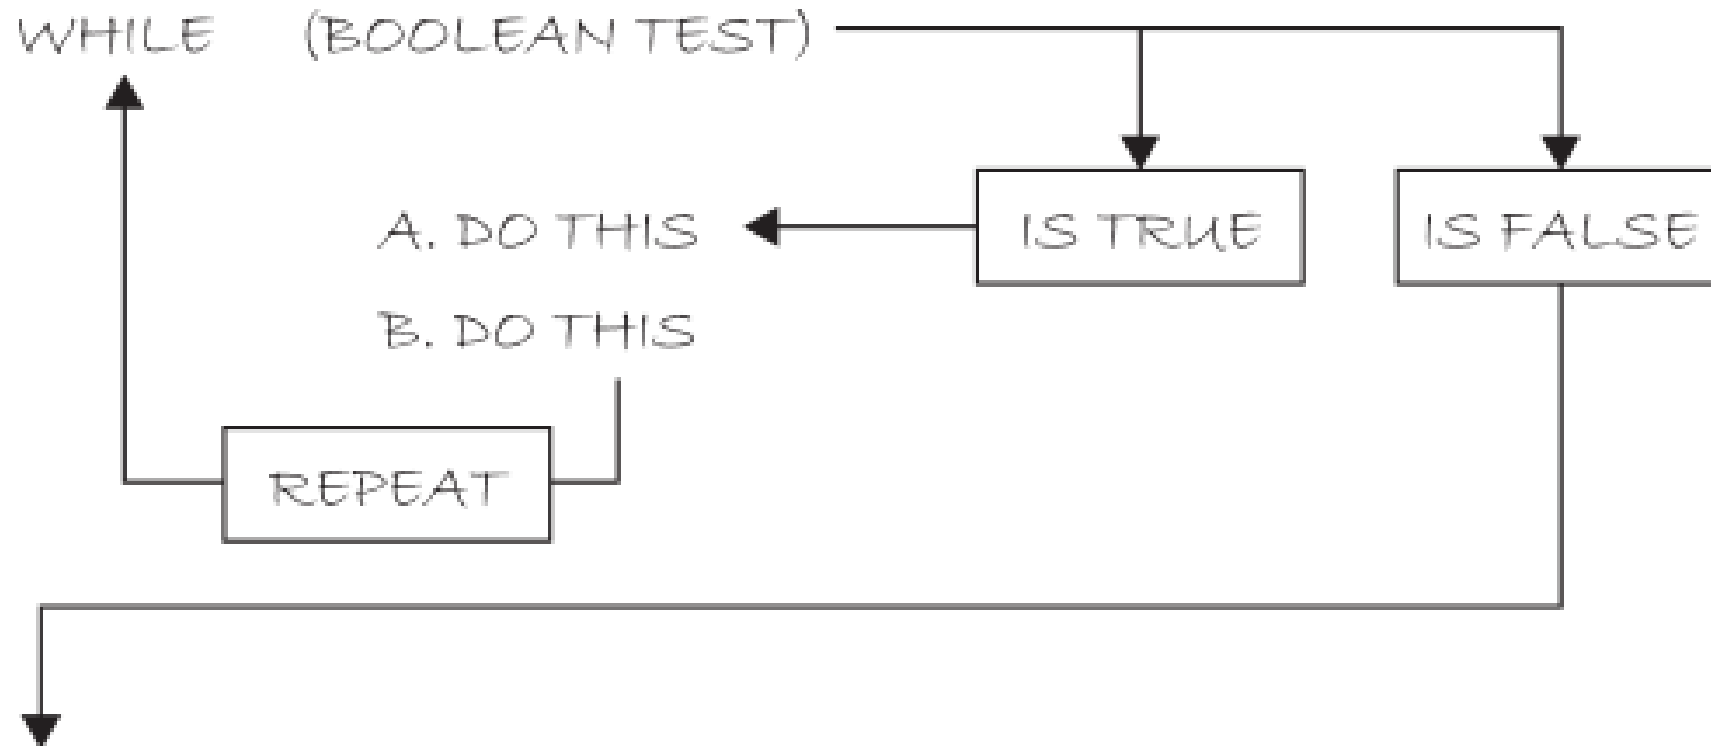 WHILE (BOOLEAN TEST)
A. DO THIS
IS TRUE
IS FALSE
B. DO THIS
REPEAT